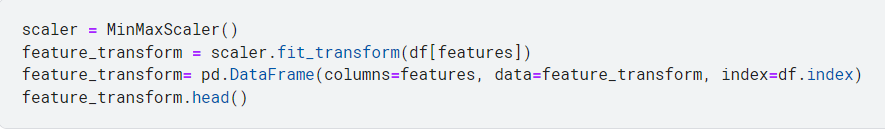 scaler = MinMaxScaler()
feature_transform = scaler.fit_transform(df[features])
feature_transform= pd.DataFrame(columns=features, data=feature_transform, index=df.index)
feature_transform.head()